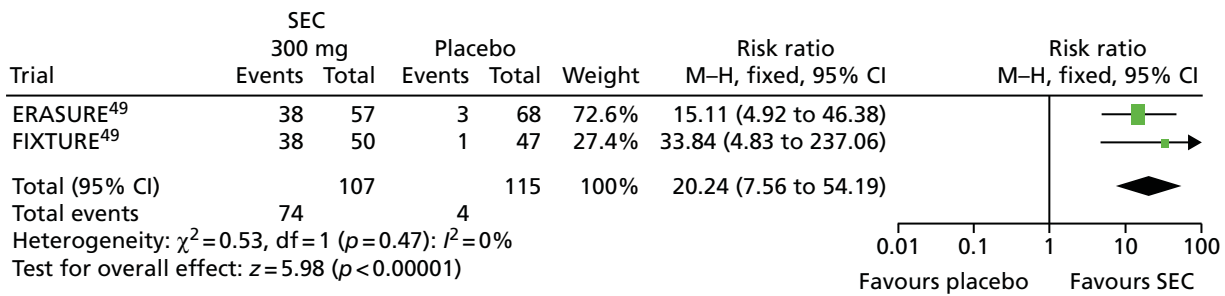 SEC
300 mg Placebo Risk ratio Risk ratio
Trial Events Total Events Total Weight M–H, fixed, 95% CI M–H, fixed, 95% CI
ERASURE49 38 57 3 68 72.6% 15.11 (4.92 to 46.38)
FIXTURE49 38 50 1 47 27.4% 33.84 (4.83 to 237.06)
Total (95% CI) 107 115 100% 20.24 (7.56 to 54.19)
Total events 74 4
Heterogeneity: χ2=0.53, df=1 (p=0.47): I2=0%
Test for overall effect: z=5.98 (p<0.00001)
0.01 0.1 1 10 100
Favours placebo Favours SEC